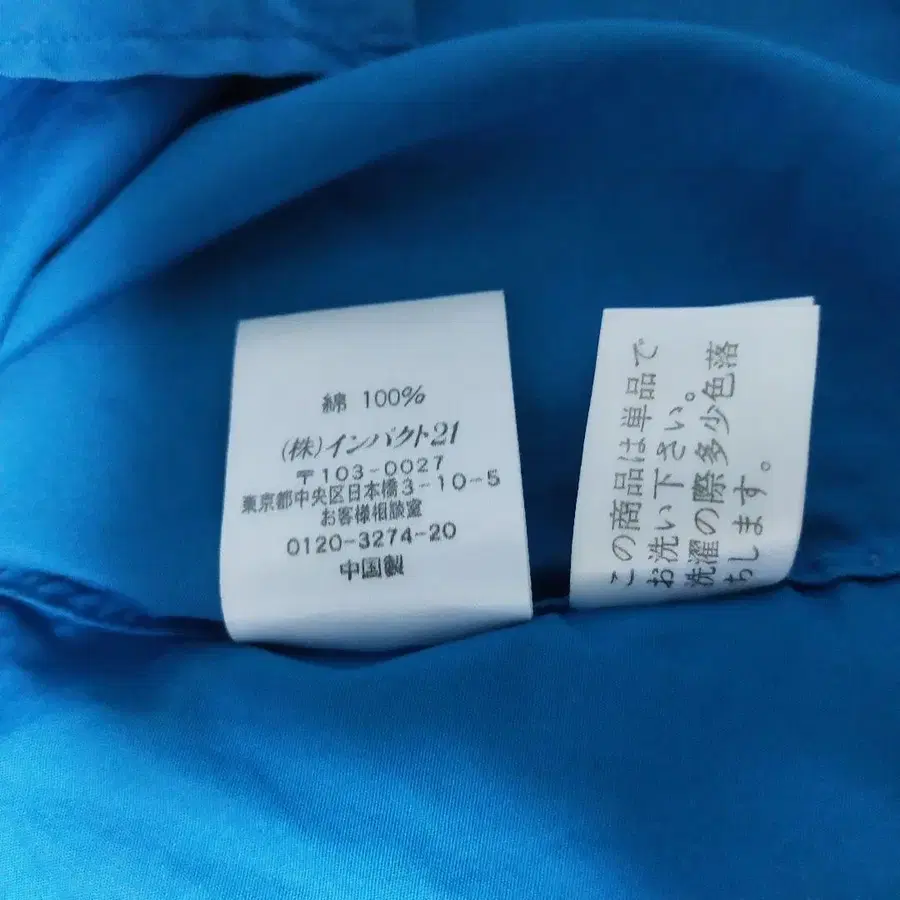 綿 100%
(株)インパクト21
〒103-0027
東京都中央区日本橋3-10-5
お客様相談室
0120-3274-20
中国製
この商品は単品で
お洗い下さい。
洗濯の際多少色落
ちします。